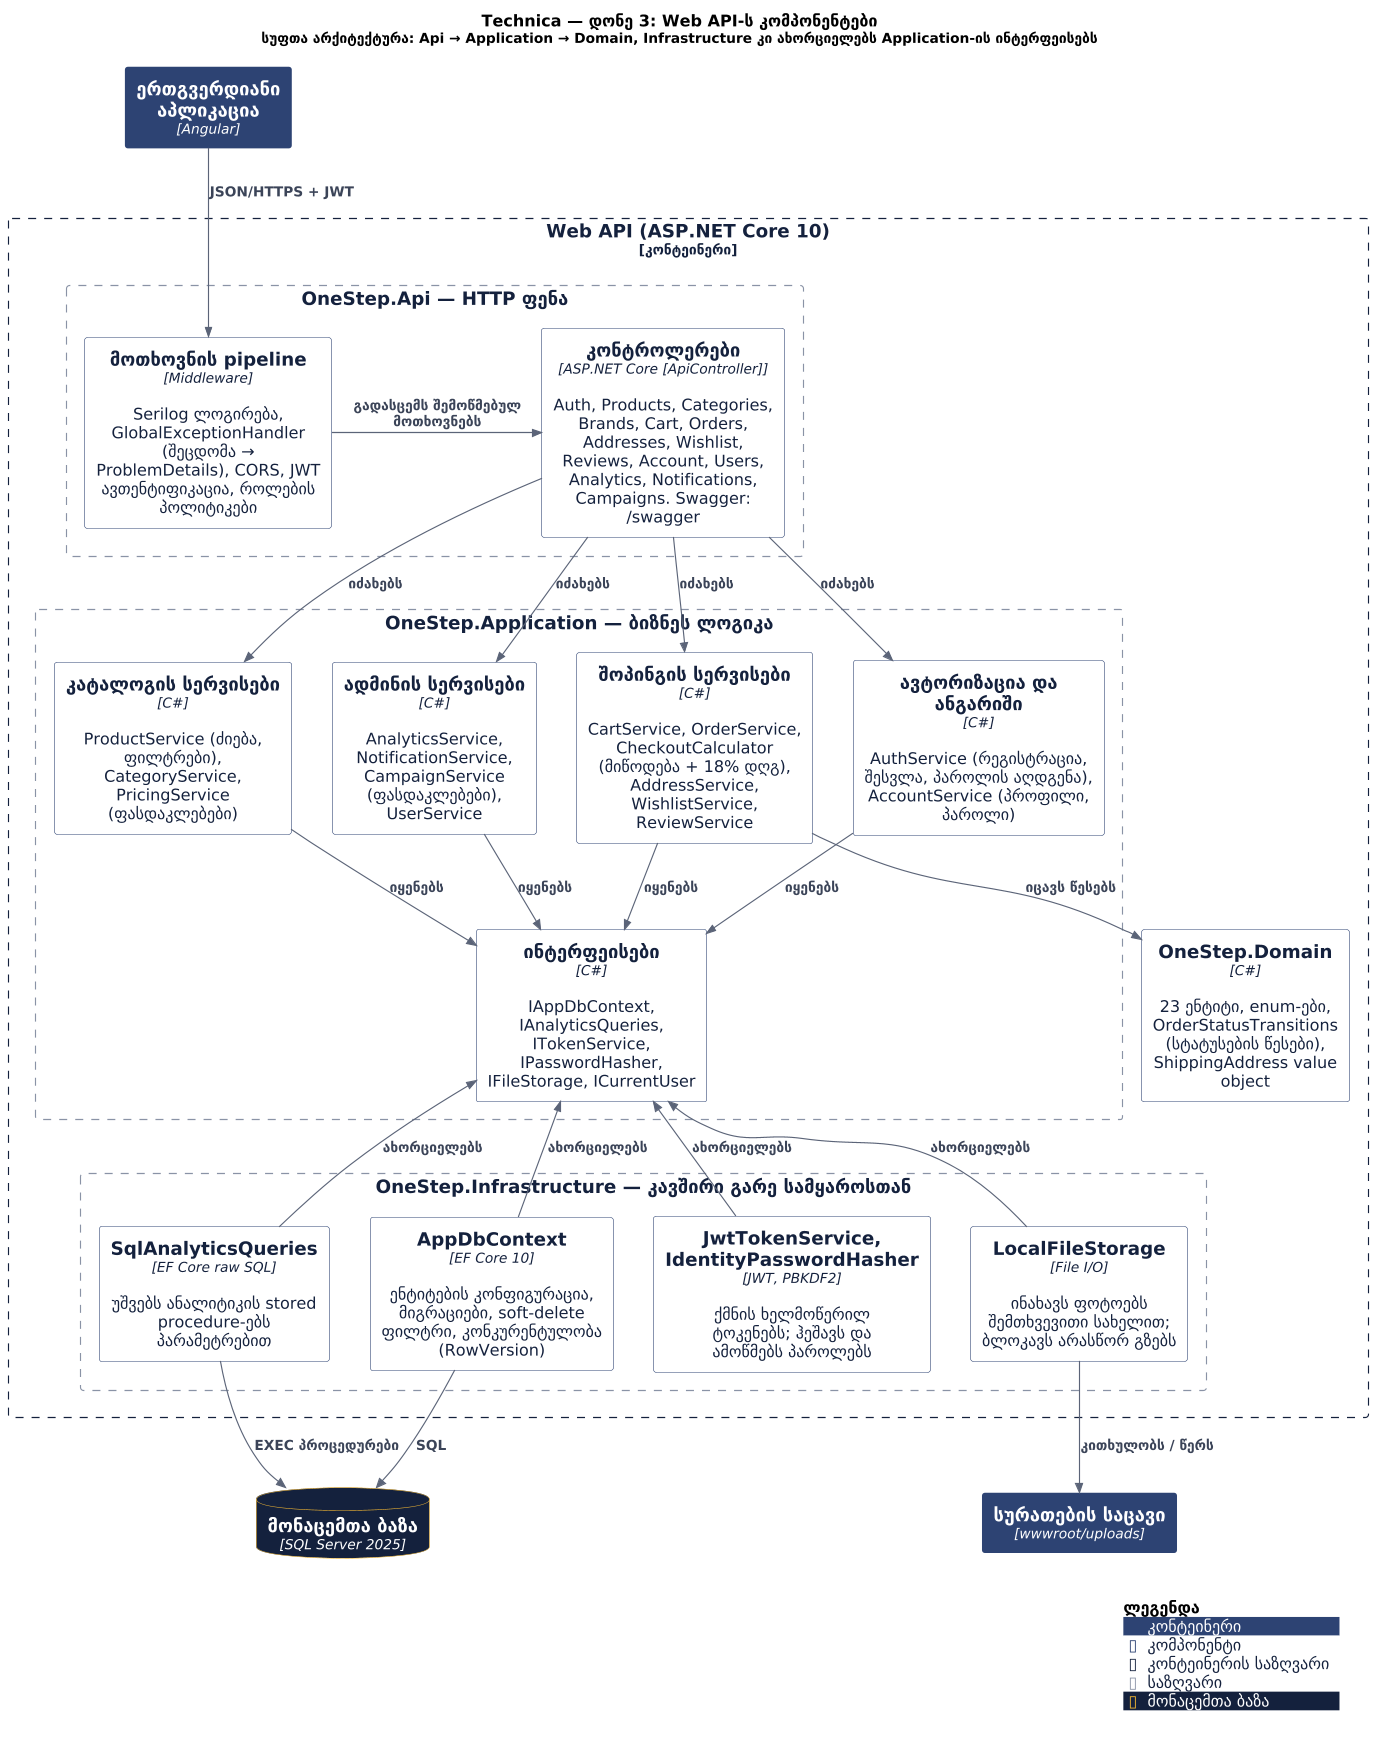 Technica — დონე 3: Web API-ს კომპონენტები
სუფთა არქიტექტურა: Api → Application → Domain, Infrastructure კი ახორციელებს Application-ის ინტერფეისებს
ერთგვერდიანი
აპლიკაცია
[Angular]
JSON/HTTPS + JWT
Web API (ASP.NET Core 10)
[კონტეინერი]
OneStep.Api — HTTP ფენა
მოთხოვნის pipeline
[Middleware]
Serilog ლოგირება,
GlobalExceptionHandler
(შეცდომა →
ProblemDetails), CORS, JWT
ავთენტიფიკაცია, როლების
პოლიტიკები
გადასცემს შემოწმებულ
მოთხოვნებს
კონტროლერები
[ASP.NET Core [ApiController]]
Auth, Products, Categories,
Brands, Cart, Orders,
Addresses, Wishlist,
Reviews, Account, Users,
Analytics, Notifications,
Campaigns. Swagger:
/swagger
იძახებს
იძახებს
იძახებს
იძახებს
OneStep.Application — ბიზნეს ლოგიკა
კატალოგის სერვისები
[C#]
ProductService (ძიება,
ფილტრები),
CategoryService,
PricingService
(ფასდაკლებები)
ადმინის სერვისები
[C#]
AnalyticsService,
NotificationService,
CampaignService
(ფასდაკლებები),
UserService
შოპინგის სერვისები
[C#]
CartService, OrderService,
CheckoutCalculator
(მიწოდება + 18% დღგ),
AddressService,
WishlistService,
ReviewService
ავტორიზაცია და
ანგარიში
[C#]
AuthService (რეგისტრაცია,
შესვლა, პაროლის აღდგენა),
AccountService (პროფილი,
პაროლი)
იყენებს
იყენებს
იყენებს
იყენებს
იცავს წესებს
ინტერფეისები
[C#]
IAppDbContext,
IAnalyticsQueries,
ITokenService,
IPasswordHasher,
IFileStorage, ICurrentUser
OneStep.Domain
[C#]
23 ენტიტი, enum-ები,
OrderStatusTransitions
(სტატუსების წესები),
ShippingAddress value
object
ახორციელებს
ახორციელებს
ახორციელებს
ახორციელებს
OneStep.Infrastructure — კავშირი გარე სამყაროსთან
SqlAnalyticsQueries
[EF Core raw SQL]
უშვებს ანალიტიკის stored
procedure-ებს
პარამეტრებით
AppDbContext
[EF Core 10]
ენტიტების კონფიგურაცია,
მიგრაციები, soft-delete
ფილტრი, კონკურენტულობა
(RowVersion)
JwtTokenService,
IdentityPasswordHasher
[JWT, PBKDF2]
ქმნის ხელმოწერილ
ტოკენებს; ჰეშავს და
ამოწმებს პაროლებს
LocalFileStorage
[File I/O]
ინახავს ფოტოებს
შემთხვევითი სახელით;
ბლოკავს არასწორ გზებს
EXEC პროცედურები
SQL
კითხულობს / წერს
მონაცემთა ბაზა
[SQL Server 2025]
სურათების საცავი
[wwwroot/uploads]
ლეგენდა
კონტეინერი
კომპონენტი
კონტეინერის საზღვარი
საზღვარი
მონაცემთა ბაზა